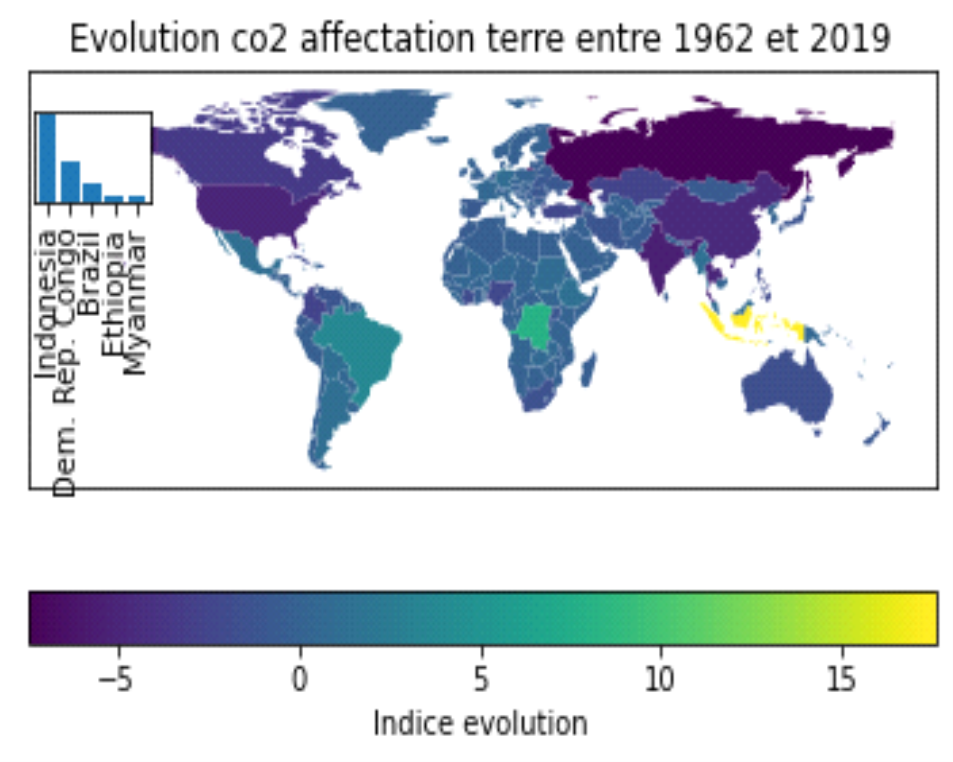 Evolution co2 affectation terre entre 1962 et 2019
Indonesia
Dem. Rep. Congo
Brazil
Ethiopia
Myanmar
−5 0 5 10 15
Indice evolution